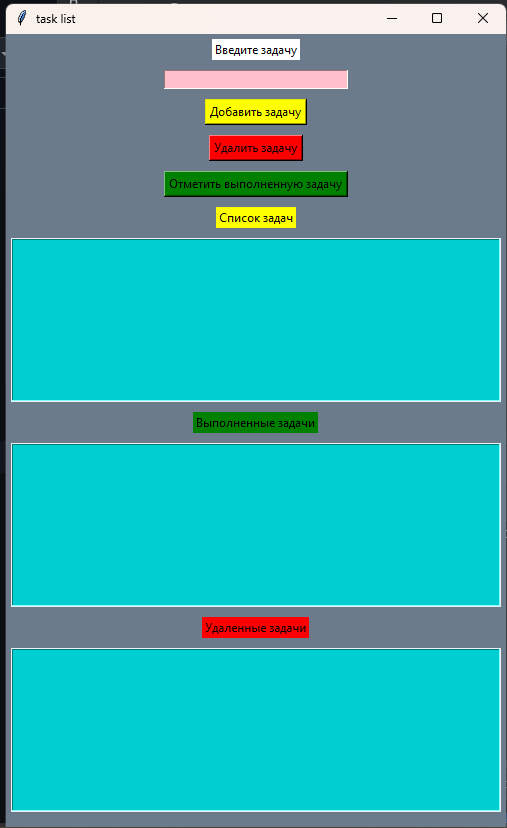 task list
Введите задачу
Добавить задачу
Удалить задачу
Отметить выполненную задачу
Список задач
Выполненные задачи
Удаленные задачи